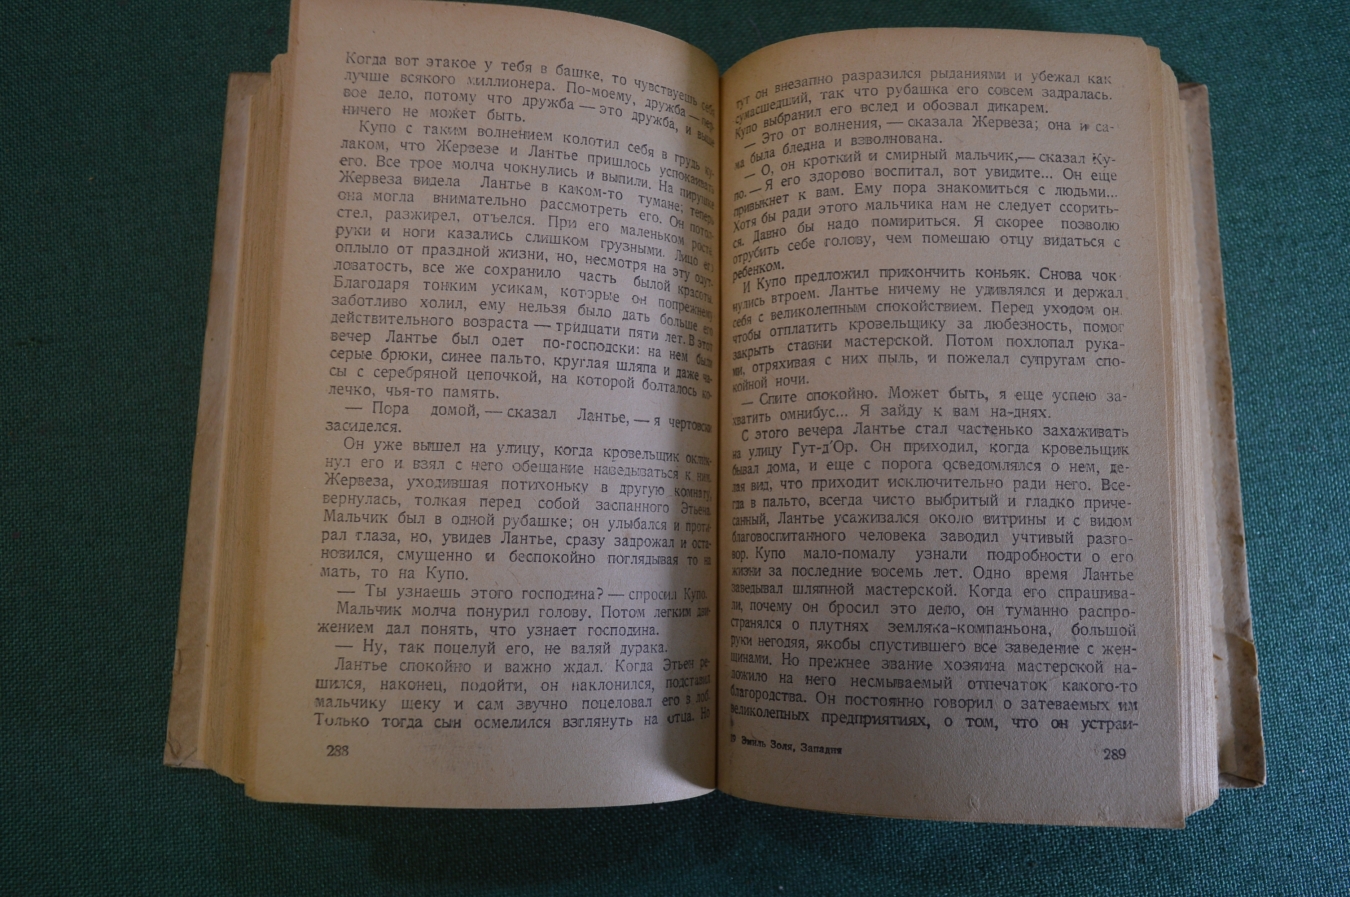 Когда вот этакое у тебя в башке, то чувствуешь себя
лучше всякого миллионера. По-моему, дружба — пер-
вое дело, потому что дружба — это дружба, и выше
ничего не может быть.
Купо с таким волнением колотил себя в грудь ку-
лаком, что Жервезе и Лантье пришлось успокаивать
его. Все трое молча чокнулись и выпили. На пирушке
Жервеза видела Лантье в каком-то тумане; теперь
она могла внимательно рассмотреть его. Он потол-
стел, разжирел, отъелся. При его маленьком росте
руки и ноги казались слишком грузными. Лицо его
оплыло от праздной жизни, но, несмотря на эту одут-
ловатость, все же сохранило часть былой красоты.
Благодаря тонким усикам, которые он попрежнему
заботливо холил, ему нельзя было дать больше его
действительного возраста — тридцати пяти лет. В этот
вечер Лантье был одет по-господски: на нем были
серые брюки, синее пальто, круглая шляпа и даже ча-
сы с серебряной цепочкой, на которой болталось ко-
лечко, чья-то память.
— Пора домой, — сказал Лантье, — я чертовски
засиделся.
Он уже вышел на улицу, когда кровельщик оклик-
нул его и взял с него обещание наведываться к ним.
Жервеза, уходившая потихоньку в другую комнату,
вернулась, толкая перед собой заспанного Этьена.
Мальчик был в одной рубашке; он улыбался и проти-
рал глаза, но, увидев Лантье, сразу задрожал и оста-
новился, смущенно и беспокойно поглядывая то на
мать, то на Купо.
— Ты узнаешь этого господина? — спросил Купо.
Мальчик молча понурил голову. Потом легким дви-
жением дал понять, что узнает господина.
— Ну, так поцелуй его, не валяй дурака.
Лантье спокойно и важно ждал. Когда Этьен ре-
шился, наконец, подойти, он наклонился, подставил
мальчику щеку и сам звучно поцеловал его в лоб.
Только тогда сын осмелился взглянуть на отца. Но
288
тут он внезапно разразился рыданиями и убежал как
сумасшедший, так что рубашка его совсем задралась.
Купо выбранил его вслед и обозвал дикарем.
— Это от волнения, — сказала Жервеза; она и са-
ма была бледна и взволнована.
— О, он кроткий и смирный мальчик,— сказал Ку-
по. — Я его здорово воспитал, вот увидите... Он еще
привыкнет к вам. Ему пора знакомиться с людьми...
Хотя бы ради этого мальчика нам не следует ссорить-
ся. Давно бы надо помириться. Я скорее позволю
отрубить себе голову, чем помешаю отцу видаться с
ребенком.
И Купо предложил прикончить коньяк. Снова чок-
нулись втроем. Лантье ничему не удивлялся и держал
себя с великолепным спокойствием. Перед уходом он,
чтобы отплатить кровельщику за любезность, помог
закрыть ставни мастерской. Потом похлопал рука-
ми, отряхивая с них пыль, и пожелал супругам спо-
койной ночи.
— Спите спокойно. Может быть, я еще успею за-
хватить омнибус... Я зайду к вам на-днях.
С этого вечера Лантье стал частенько захаживать
на улицу Гут-д'Ор. Он приходил, когда кровельщик
бывал дома, и еще с порога осведомлялся о нем, де-
лая вид, что приходит исключительно ради него. Все-
гда в пальто, всегда чисто выбритый и гладко приче-
санный, Лантье усаживался около витрины и с видом
благовоспитанного человека заводил учтивый разго-
вор. Купо мало-помалу узнали подробности о его
жизни за последние восемь лет. Одно время Лантье
заведывал шляпной мастерской. Когда его спрашива-
ли, почему он бросил это дело, он туманно распро-
странялся о плутнях земляка-компаньона, большой
руки негодяя, якобы спустившего все заведение с жен-
щинами. Но прежнее звание хозяина мастерской на-
ложило на него несмываемый отпечаток какого-то
благородства. Он постоянно говорил о затеваемых им
великолепных предприятиях, о том, что он устраи-
Эмиль Золя, Западня
289